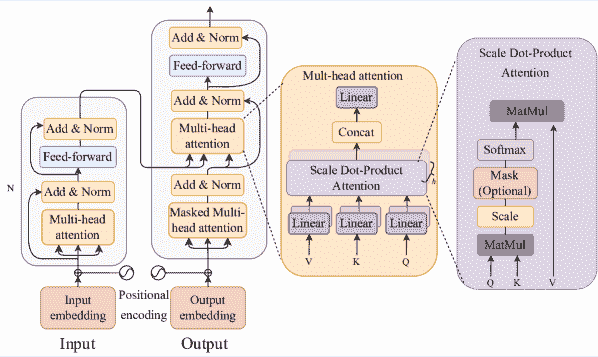 Add & Norm
Feed-forward
Add & Norm
Multi-head
attention
N
Input
embedding
Input
Positional
encoding
Add & Norm
Feed-forward
Add & Norm
Multi-head
attention
Add & Norm
Masked Multi-
head attention
Output
embedding
Output
Mult-head attention
Linear
Concat
Scale Dot-Product
Attention
h
Linear
Linear
Linear
V
K
Q
Scale Dot-Product
Attention
MatMul
Softmax
Mask
(Optional)
Scale
MatMul
Q
K
V